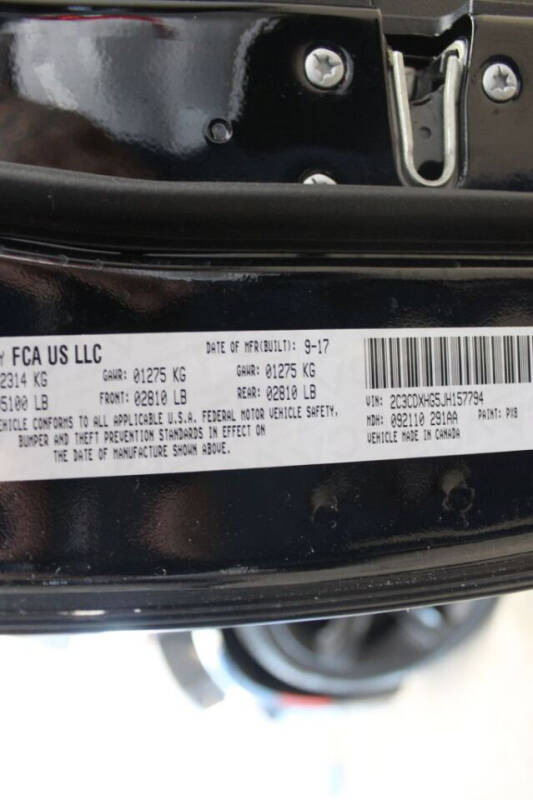 FCA US LLC DATE OF MFR(BUILT): 9-17
2314 KG GAWR: 01275 KG GAWR: 01275 KG
5100 LB FRONT: 02810 LB REAR: 02810 LB
VEHICLE CONFORMS TO ALL APPLICABLE U.S.A. FEDERAL MOTOR VEHICLE SAFETY,
BUMPER AND THEFT PREVENTION STANDARDS IN EFFECT ON
THE DATE OF MANUFACTURE SHOWN ABOVE.
VIN: 2C3CDXHG5JH157794
MDH: 092110 291AA PAINT: PX8
VEHICLE MADE IN CANADA